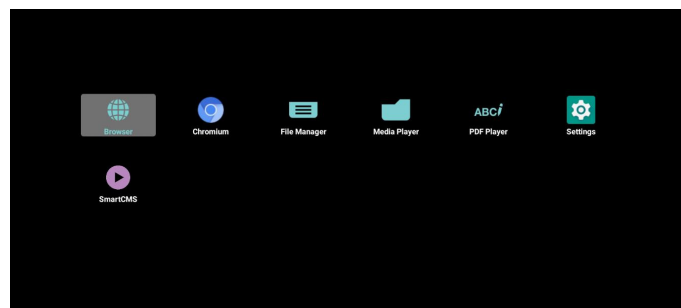 Browser
Chromium
File Manager
Media Player
ABCi
PDF Player
Settings
SmartCMS